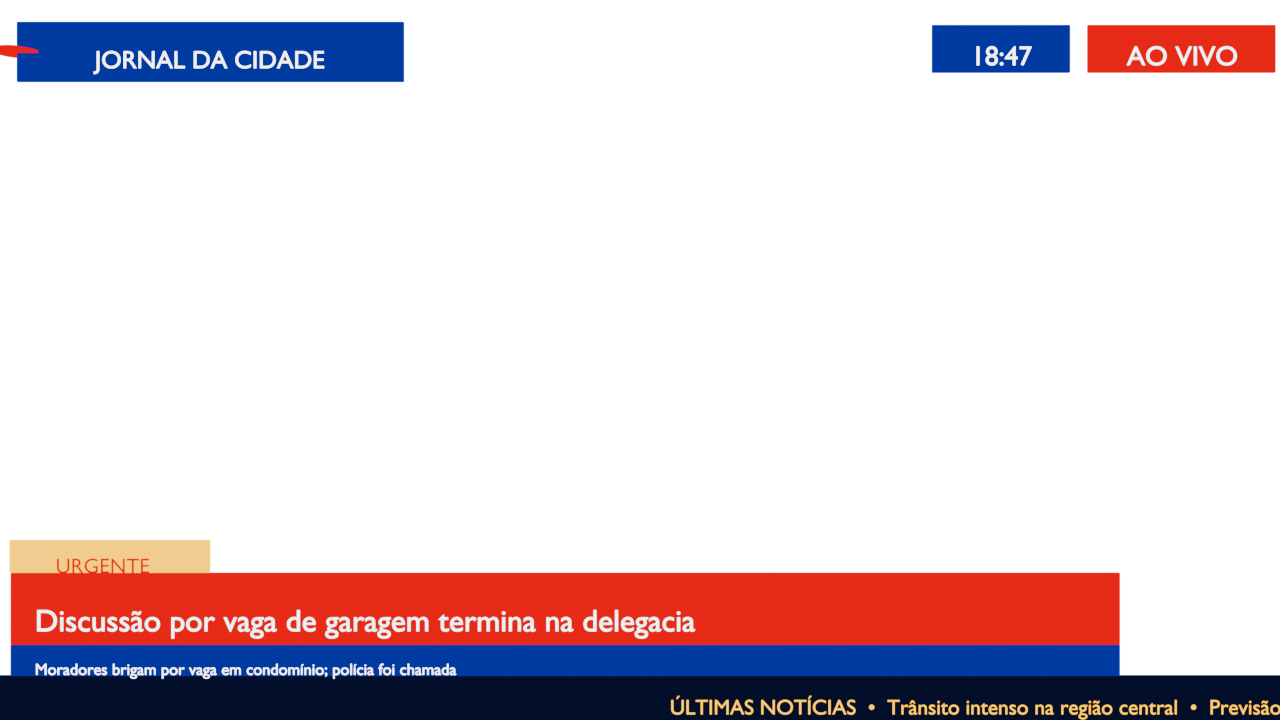 JORNAL DA CIDADE
18:47
AO VIVO
URGENTE
Discussão por vaga de garagem termina na delegacia
Moradores brigam por vaga em condomínio; polícia foi chamada
ÚLTIMAS NOTÍCIAS • Trânsito intenso na região central • Previsão